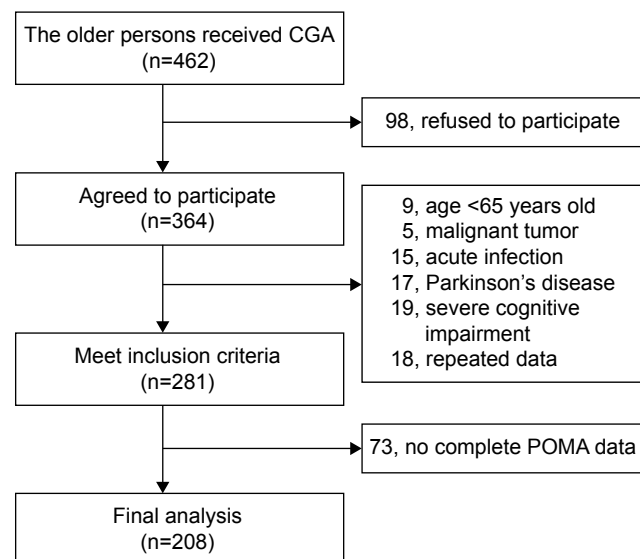 The older persons received CGA
(n=462)
98, refused to participate
Agreed to participate
(n=364)
9, age <65 years old
5, malignant tumor
15, acute infection
17, Parkinson’s disease
19, severe cognitive
impairment
18, repeated data
Meet inclusion criteria
(n=281)
73, no complete POMA data
Final analysis
(n=208)